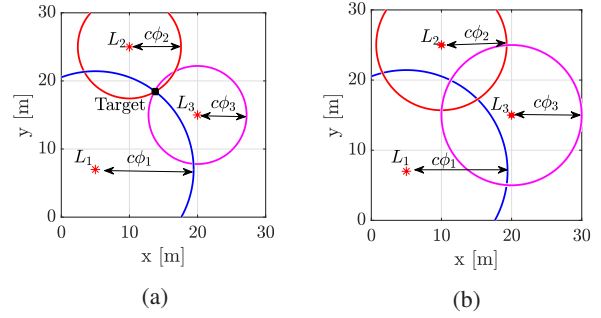 30
20
10
0
y [m]
L₂
cϕ₂
Target
L₃
cϕ₃
L₁
cϕ₁
0 10 20 30
x [m]
(a)
30
20
10
0
y [m]
L₂
cϕ₂
L₃
cϕ₃
L₁
cϕ₁
0 10 20 30
x [m]
(b)